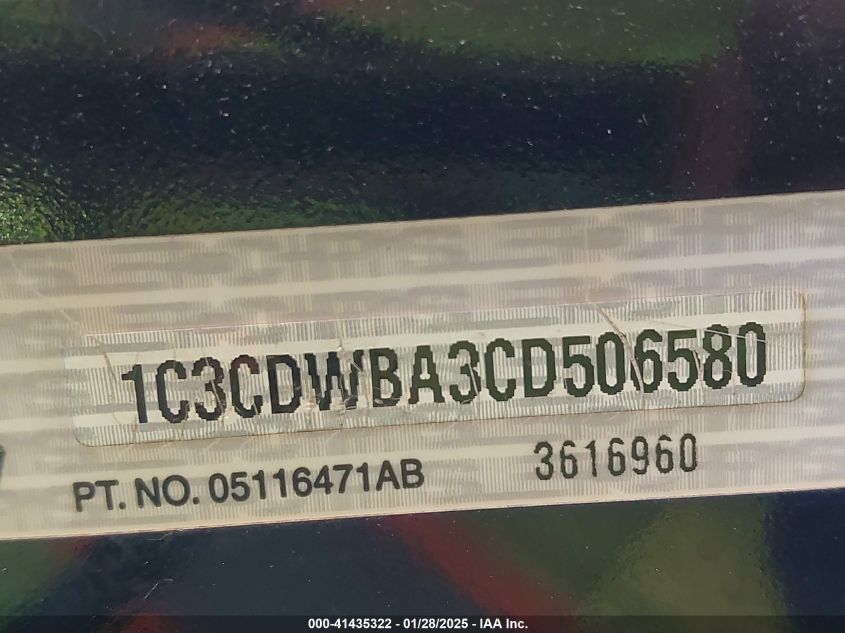 1C3CDWBA3CD506580
PT. NO. 05116471AB 3616960
000-41435322 - 01/28/2025 - IAA Inc.